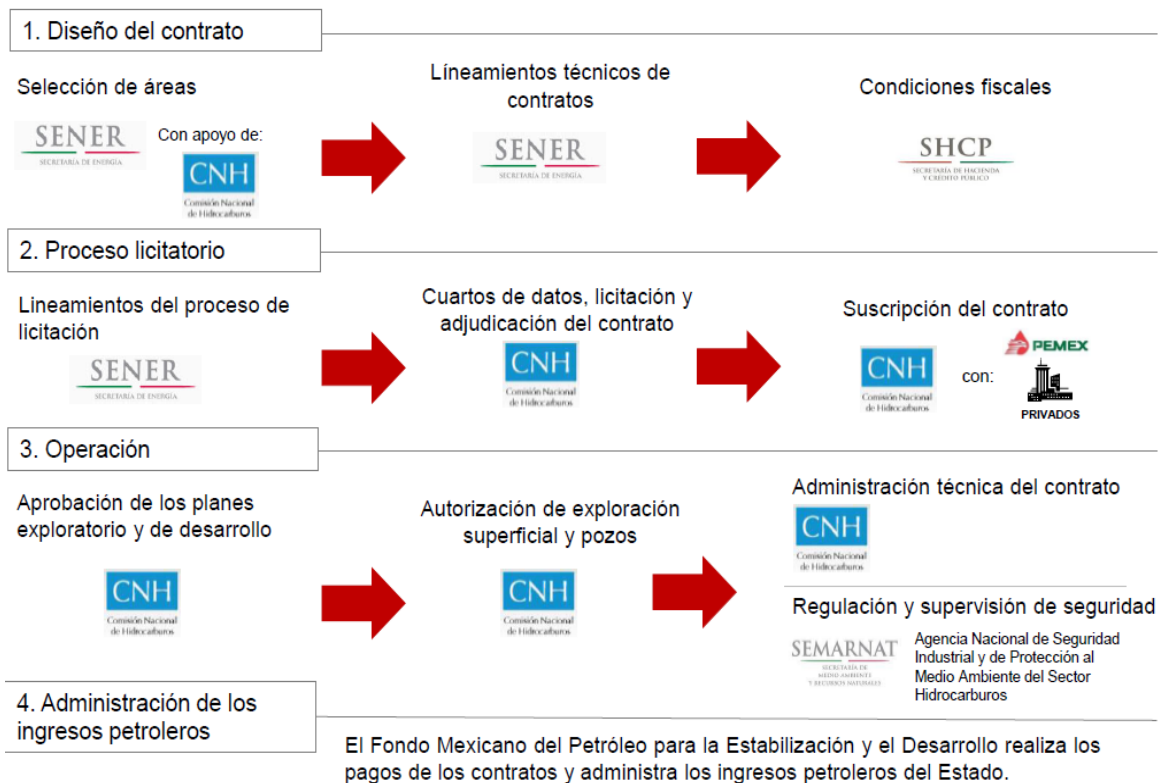 1. Diseño del contrato
Selección de áreas
SENER
SECRETARÍA DE ENERGÍA
Con apoyo de:
CNH
Comisión Nacional
de Hidrocarburos
Líneamientos técnicos de
contratos
SENER
SECRETARÍA DE ENERGÍA
Condiciones fiscales
SHCP
SECRETARÍA DE HACIENDA
Y CRÉDITO PÚBLICO
2. Proceso licitatorio
Lineamientos del proceso de
licitación
SENER
SECRETARÍA DE ENERGÍA
Cuartos de datos, licitación y
adjudicación del contrato
CNH
Comisión Nacional
de Hidrocarburos
Suscripción del contrato
CNH
Comisión Nacional
de Hidrocarburos
con:
PEMEX
PRIVADOS
3. Operación
Aprobación de los planes
exploratorio y de desarrollo
CNH
Comisión Nacional
de Hidrocarburos
Autorización de exploración
superficial y pozos
CNH
Comisión Nacional
de Hidrocarburos
Administración técnica del contrato
CNH
Comisión Nacional
de Hidrocarburos
Regulación y supervisión de seguridad
SEMARNAT
SECRETARÍA DE
MEDIO AMBIENTE
Y RECURSOS NATURALES
Agencia Nacional de Seguridad
Industrial y de Protección al
Medio Ambiente del Sector
Hidrocarburos
4. Administración de los
ingresos petroleros
El Fondo Mexicano del Petróleo para la Estabilización y el Desarrollo realiza los
pagos de los contratos y administra los ingresos petroleros del Estado.